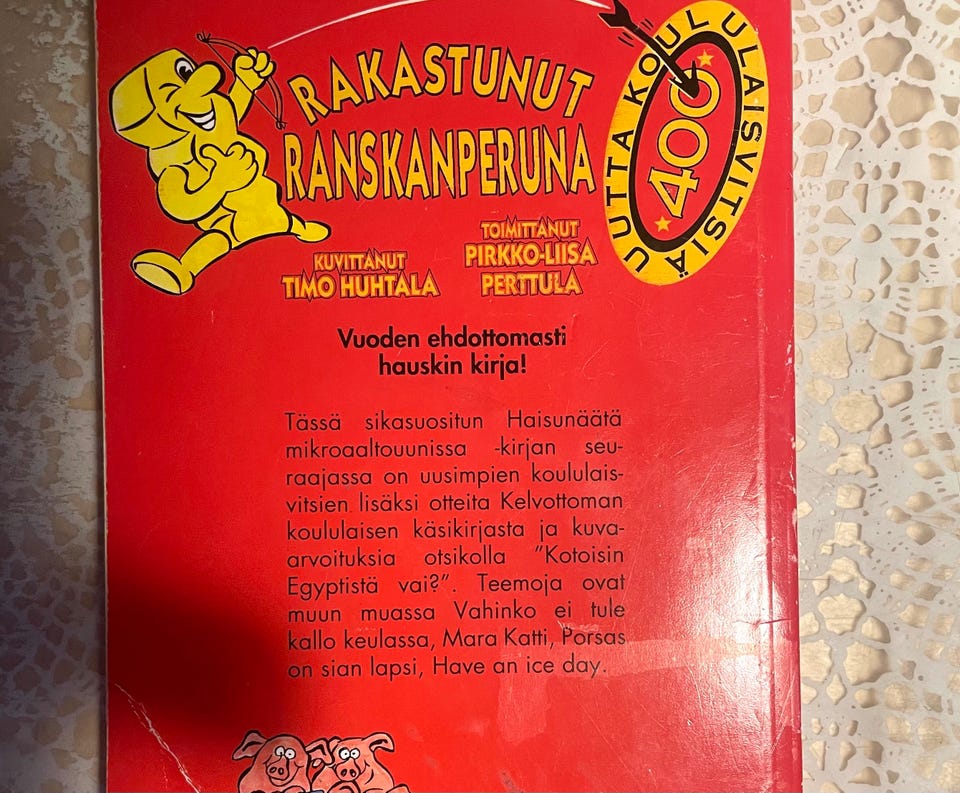 RAKASTUNUT
RANSKANPERUNA
400
UUTTA KOULULAISVITSIÄ
KUVITTANUT
TIMO HUHTALA
TOIMITTANUT
PIRKKO-LIISA
PERTTULA
Vuoden ehdottomasti
hauskin kirja!
Tässä sikasuositun Haisunäätä
mikroaaltouunissa -kirjan seu-
raajassa on uusimpien koululais-
vitsien lisäksi otteita Kelvottoman
koululaisen käsikirjasta ja kuva-
arvoituksia otsikolla "Kotoisin
Egyptistä vai?". Teemoja ovat
muun muassa Vahinko ei tule
kallo keulassa, Mara Katti, Porsas
on sian lapsi, Have an ice day.